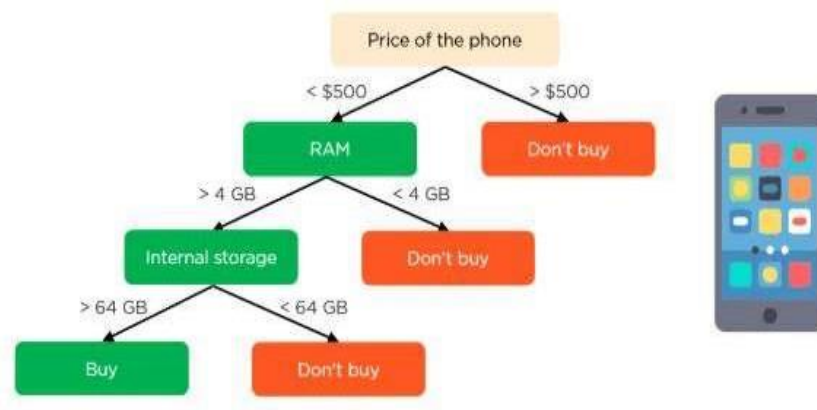 Price of the phone
< $500
> $500
RAM
Don't buy
> 4 GB
< 4 GB
Internal storage
Don't buy
> 64 GB
< 64 GB
Buy
Don't buy